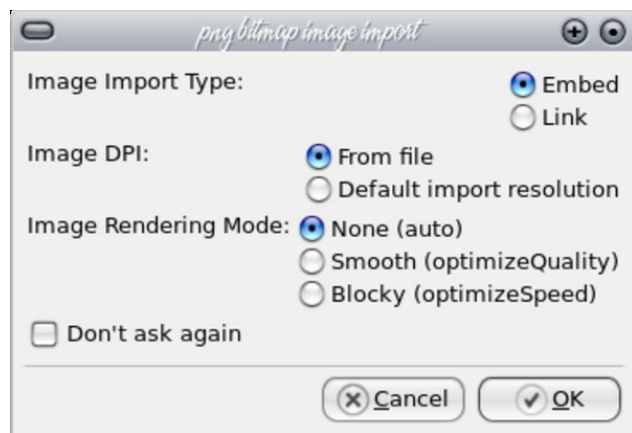 png bitmap image import
Image Import Type:
Embed
Link
Image DPI:
From file
Default import resolution
Image Rendering Mode:
None (auto)
Smooth (optimizeQuality)
Blocky (optimizeSpeed)
Don't ask again
Cancel
OK